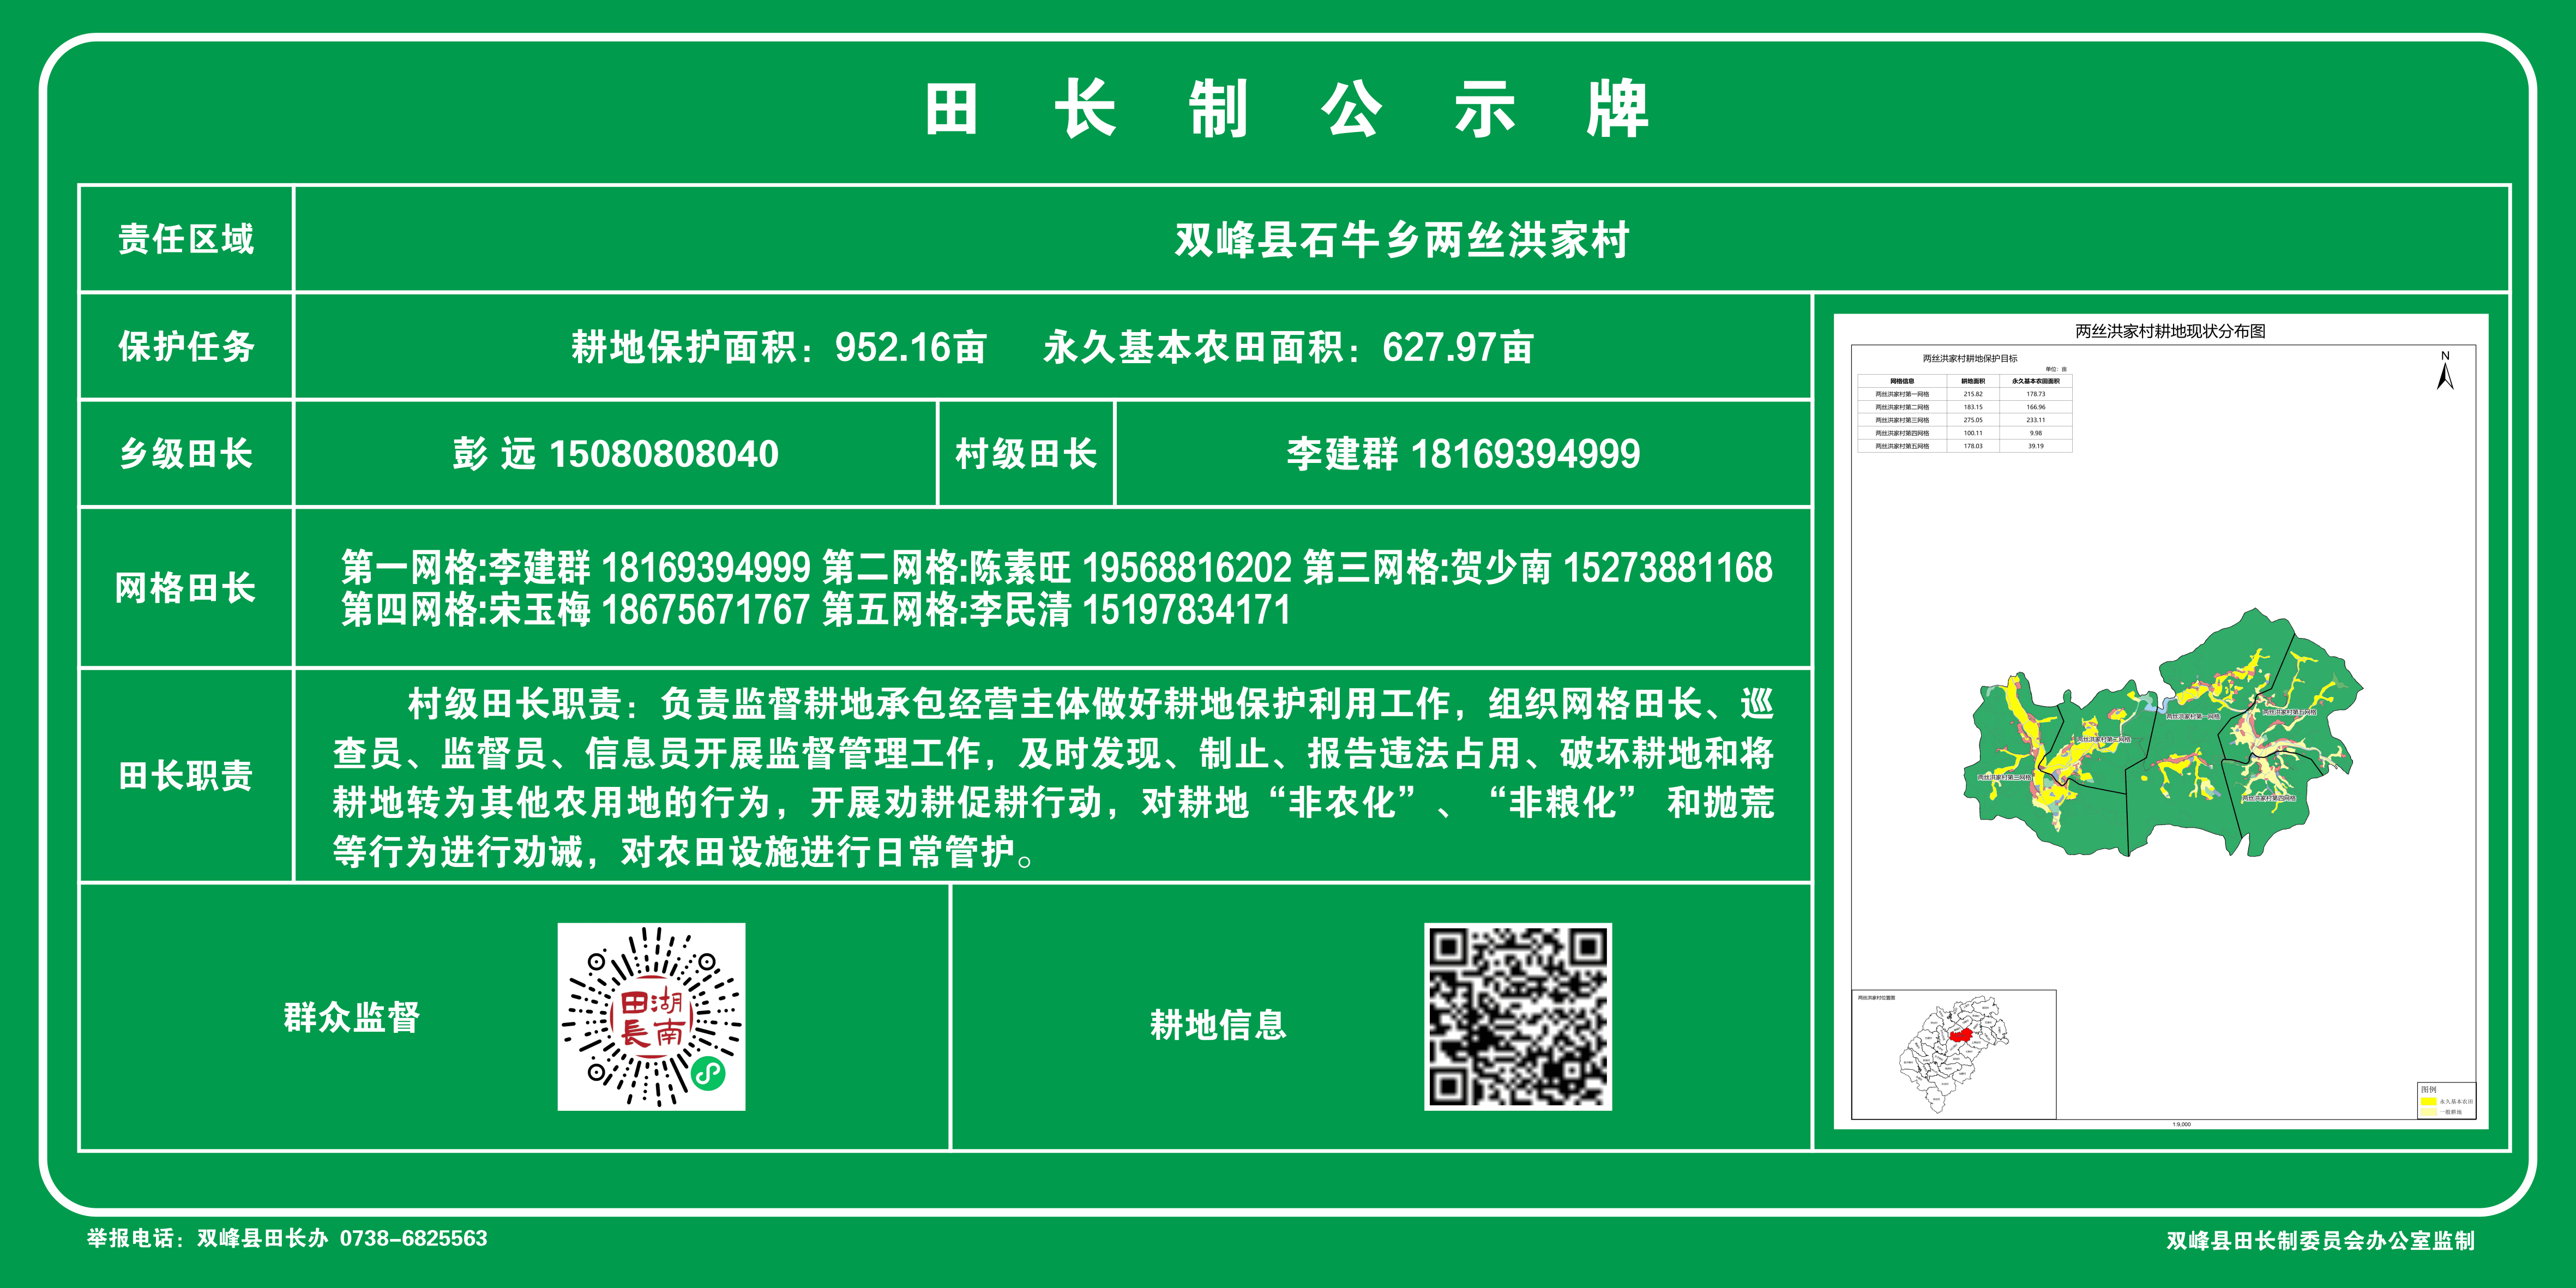 田长制公示牌
责任区域
双峰县石牛乡两丝洪家村
保护任务
耕地保护面积：952.16亩 永久基本农田面积：627.97亩
乡级田长
彭 远 15080808040
村级田长
李建群 18169394999
网格田长
第一网格:李建群 18169394999 第二网格:陈素旺 19568816202 第三网格:贺少南 15273881168
第四网格:宋玉梅 18675671767 第五网格:李民清 15197834171
田长职责
村级田长职责：负责监督耕地承包经营主体做好耕地保护利用工作，组织网格田长、巡
查员、监督员、信息员开展监督管理工作，及时发现、制止、报告违法占用、破坏耕地和将
耕地转为其他农用地的行为，开展劝耕促耕行动，对耕地“非农化”、“非粮化” 和抛荒
等行为进行劝诫，对农田设施进行日常管护。
群众监督
田湖
長南
耕地信息
两丝洪家村耕地现状分布图
两丝洪家村耕地保护目标
单位：亩
网格信息 耕地面积 永久基本农田面积
两丝洪家村第一网格 215.82 178.73
两丝洪家村第二网格 183.15 166.96
两丝洪家村第三网格 275.05 233.11
两丝洪家村第四网格 100.11 9.98
两丝洪家村第五网格 178.03 39.19
N
两丝洪家村第一网格
两丝洪家村第五网格
两丝洪家村第二网格
两丝洪家村第三网格
两丝洪家村第四网格
两丝洪家村位置图
图例
永久基本农田
一般耕地
1:9,000
举报电话：双峰县田长办 0738-6825563
双峰县田长制委员会办公室监制